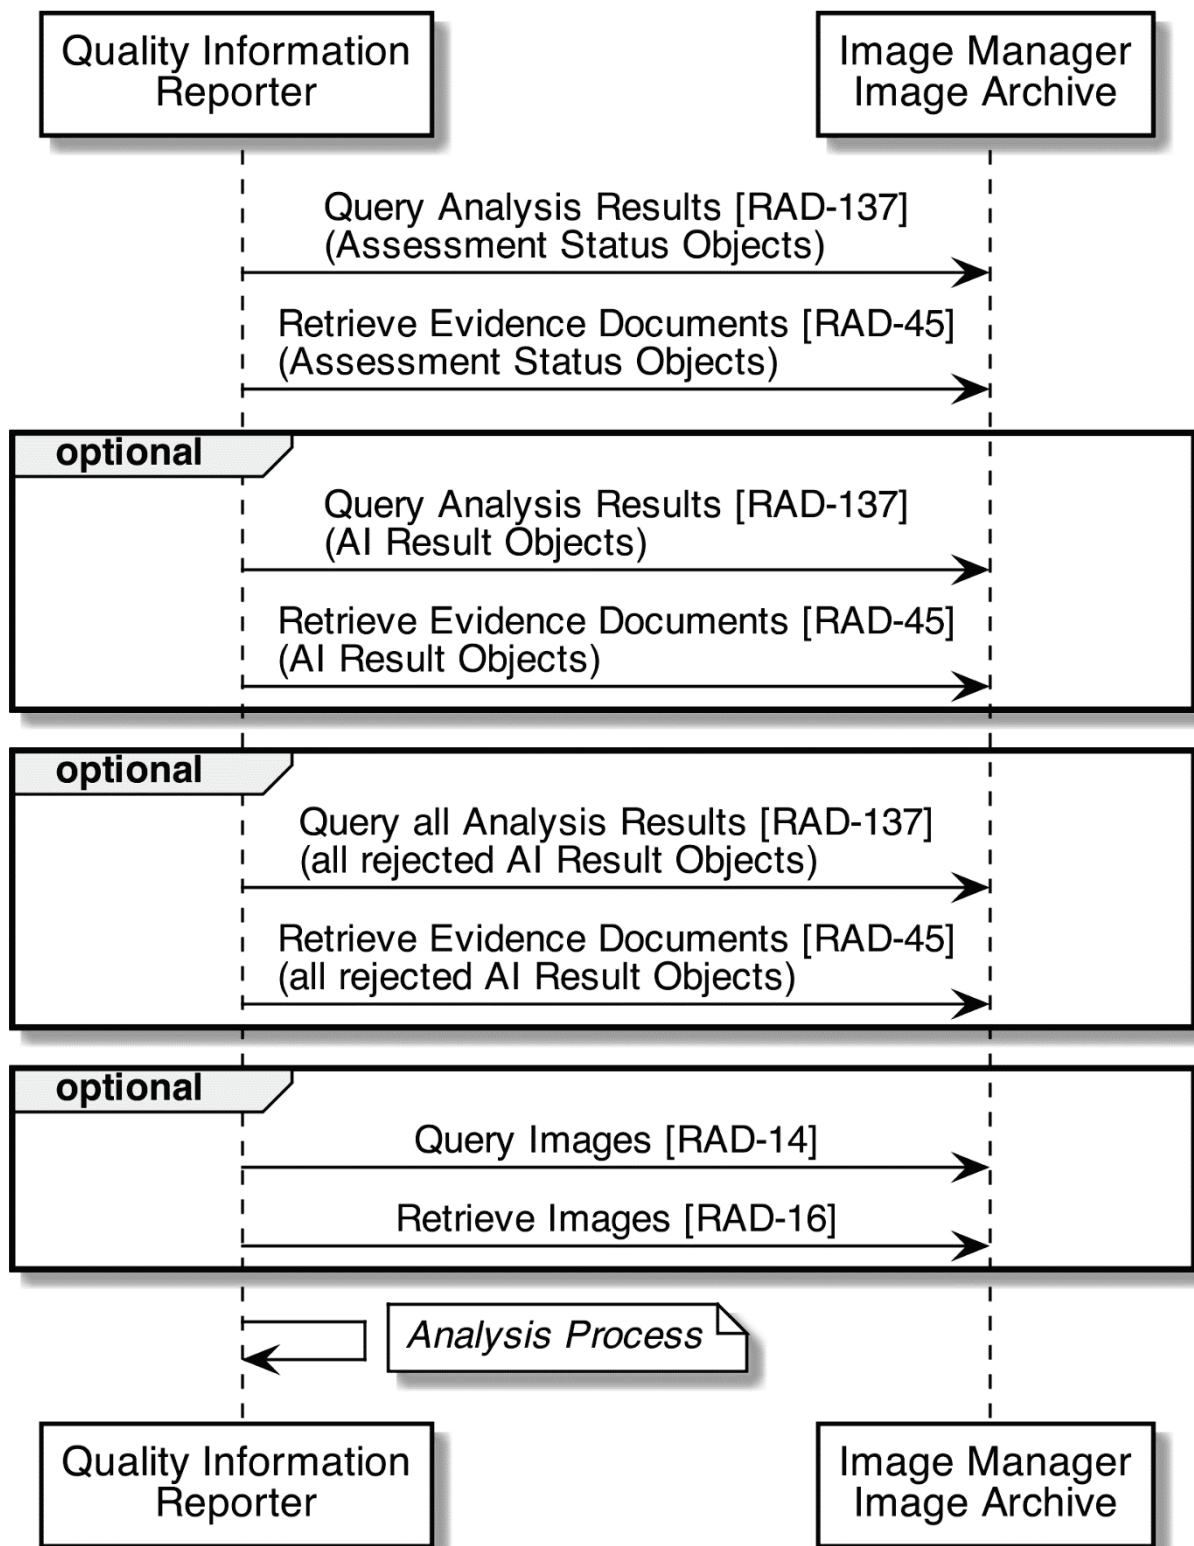 Quality Information
Reporter
Image Manager
Image Archive
Query Analysis Results [RAD-137]
(Assessment Status Objects)
Retrieve Evidence Documents [RAD-45]
(Assessment Status Objects)
optional
Query Analysis Results [RAD-137]
(AI Result Objects)
Retrieve Evidence Documents [RAD-45]
(AI Result Objects)
optional
Query all Analysis Results [RAD-137]
(all rejected AI Result Objects)
Retrieve Evidence Documents [RAD-45]
(all rejected AI Result Objects)
optional
Query Images [RAD-14]
Retrieve Images [RAD-16]
Analysis Process
Quality Information
Reporter
Image Manager
Image Archive